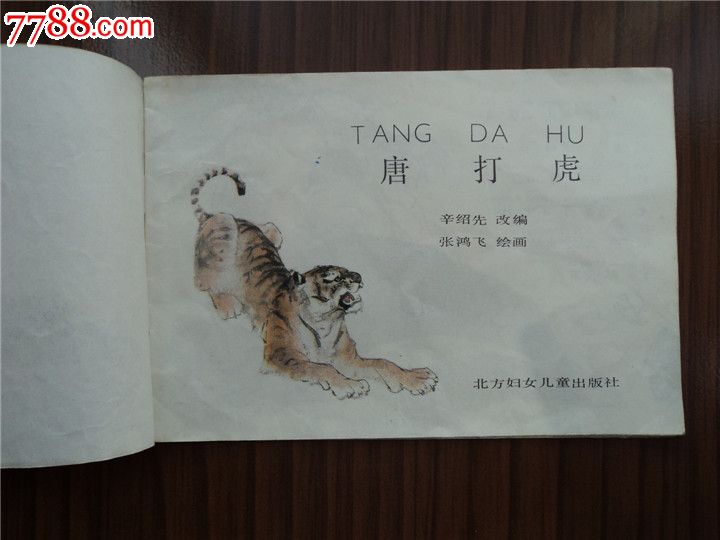 7788.com
TANG DA HU
唐 打 虎
辛绍先 改编
张鸿飞 绘画
北方妇女儿童出版社